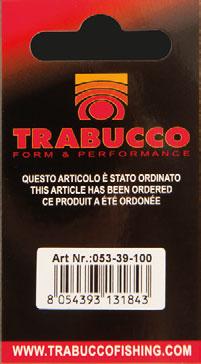 TRABUCCO
FORM & PERFORMANCE
QUESTO ARTICOLO È STATO ORDINATO
THIS ARTICLE HAS BEEN ORDERED
CE PRODUIT A ÉTÉ ORDONÉE
Art Nr.:053-39-100
8 054393 131843
WWW.TRABUCCOFISHING.COM